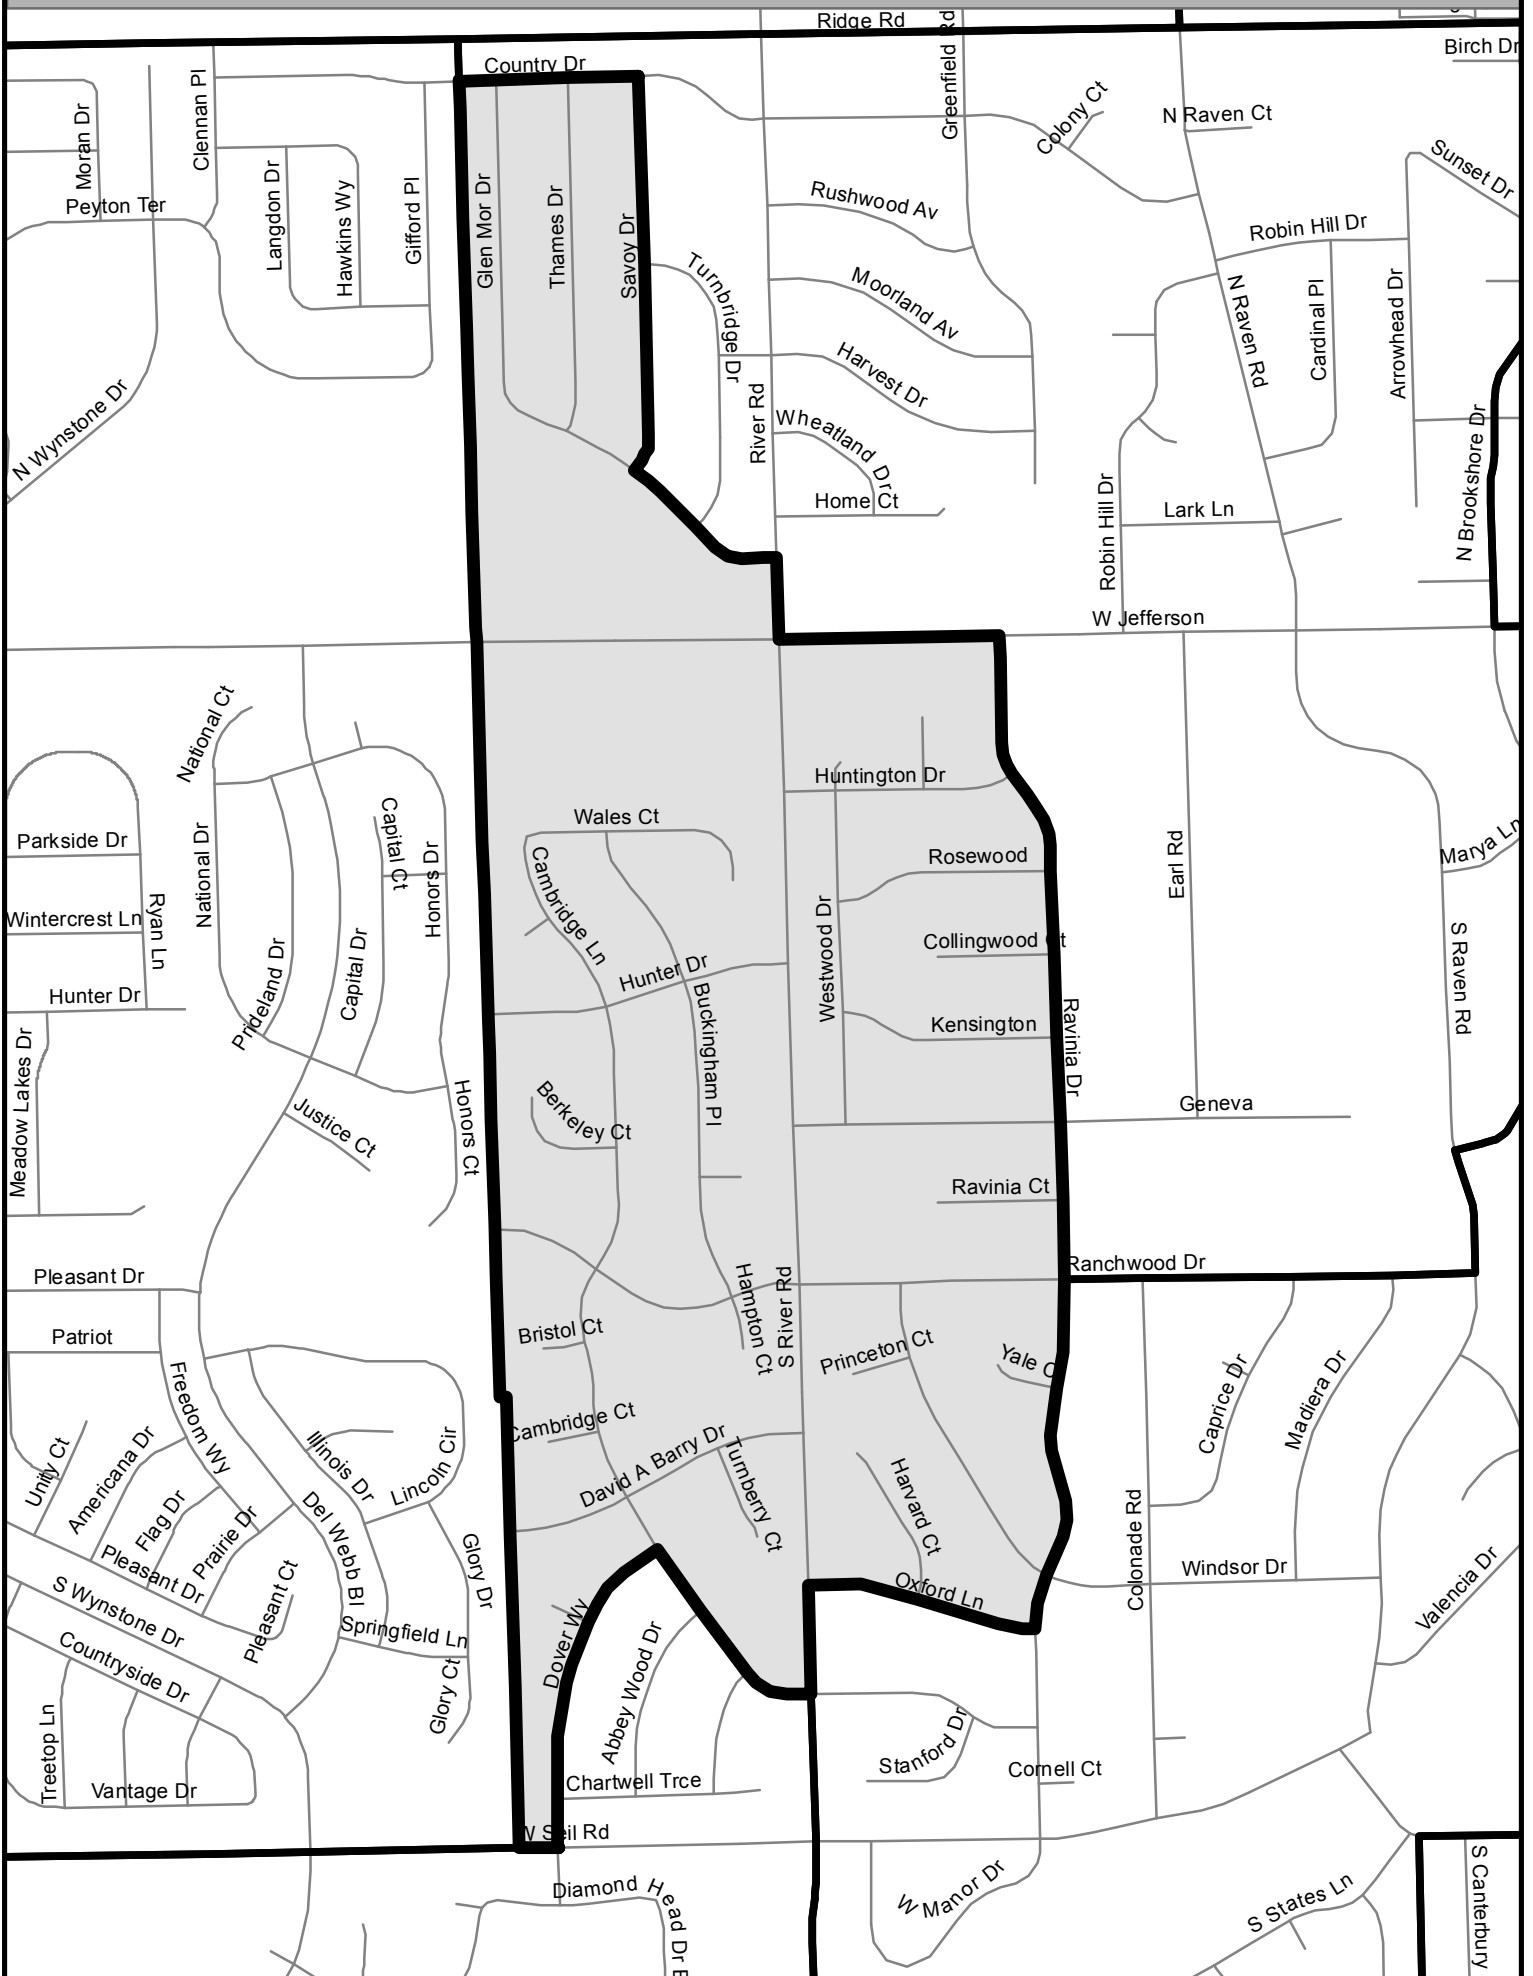 Ridge Rd
Birch Dr
Country Dr
Greenfield Rd
Clennan Pl
Moran Dr
Colony Ct
N Raven Ct
Sunset Dr
Peyton Ter
Langdon Dr
Hawkins Wy
Gifford Pl
Glen Mor Dr
Thames Dr
Savoy Dr
Rushwood Av
Robin Hill Dr
Turnbridge Dr
Moorland Av
N Raven Rd
Cardinal Pl
Arrowhead Dr
Harvest Dr
N Wynstone Dr
River Rd
Wheatland Dr
N Brookshore Dr
Home Ct
Robin Hill Dr
Lark Ln
W Jefferson
National Ct
Huntington Dr
Wales Ct
Parkside Dr
Capital Ct
Honors Dr
National Dr
Rosewood
Earl Rd
Marya Ln
Cambridge Ln
Wintercrest Ln
Ryan Ln
Westwood Dr
Collingwood Ct
S Raven Rd
Prideland Dr
Capital Dr
Hunter Dr
Hunter Dr
Buckingham Pl
Kensington
Ravinia Dr
Meadow Lakes Dr
Justice Ct
Honors Ct
Berkeley Ct
Geneva
Ravinia Ct
Pleasant Dr
Ranchwood Dr
Hampton Ct
S River Rd
Patriot
Bristol Ct
Princeton Ct
Yale C
Caprice Dr
Madiera Dr
Freedom Wy
Cambridge Ct
Unity Ct
Americana Dr
Illinois Dr
Lincoln Cir
David A Barry Dr
Turnberry Ct
Harvard Ct
Flag Dr
Prairie Dr
Del Webb Bl
Colonade Rd
Pleasant Dr
Glory Dr
Windsor Dr
Valencia Dr
S Wynstone Dr
Pleasant Ct
Springfield Ln
Dover Wy
Oxford Ln
Countryside Dr
Glory Ct
Abbey Wood Dr
Treetop Ln
Stanford Dr
Cornell Ct
Vantage Dr
Chartwell Trce
W Seil Rd
Diamond Head Dr E
W Manor Dr
S States Ln
S Canterbury